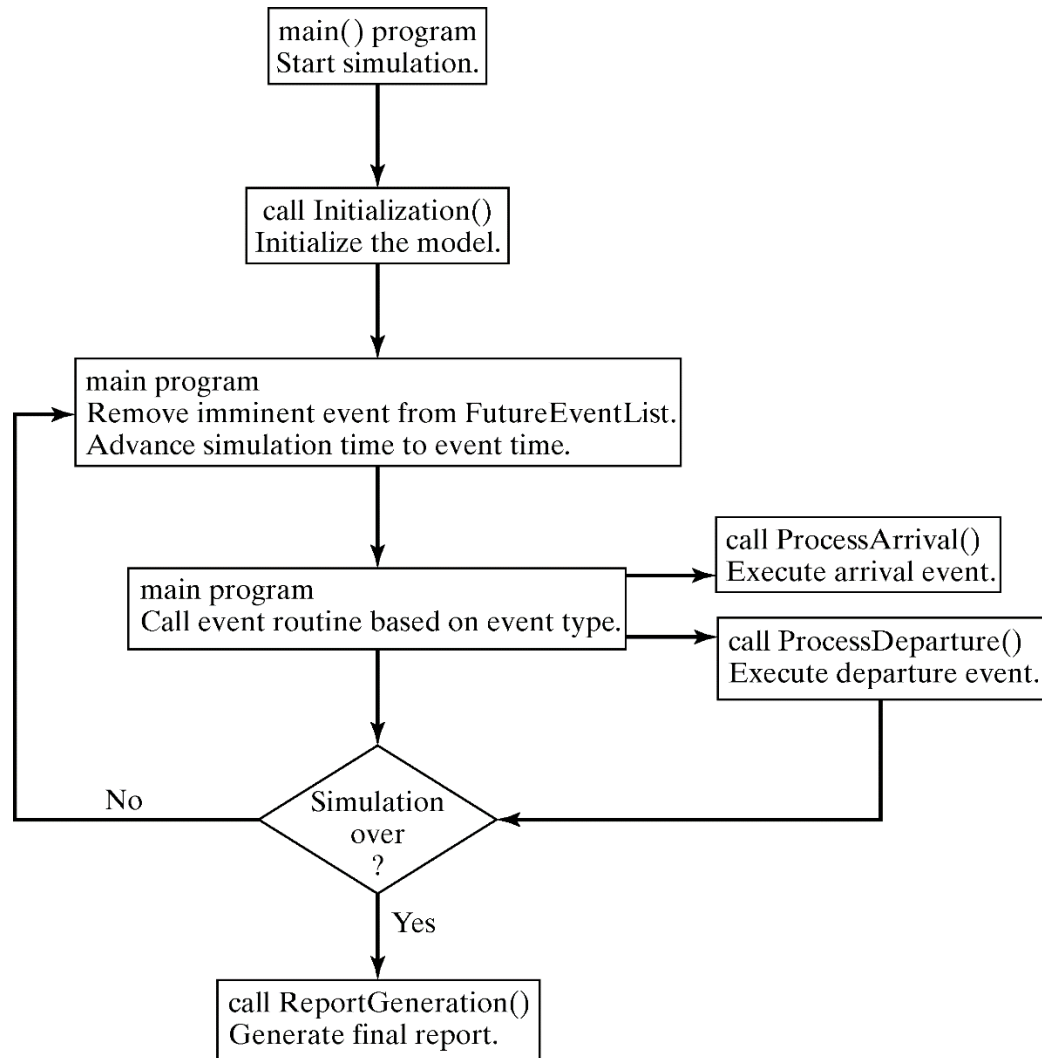 main() program
Start simulation.
call Initialization()
Initialize the model.
main program
Remove imminent event from FutureEventList.
Advance simulation time to event time.
main program
Call event routine based on event type.
call ProcessArrival()
Execute arrival event.
call ProcessDeparture()
Execute departure event.
No
Simulation
over
?
Yes
call ReportGeneration()
Generate final report.